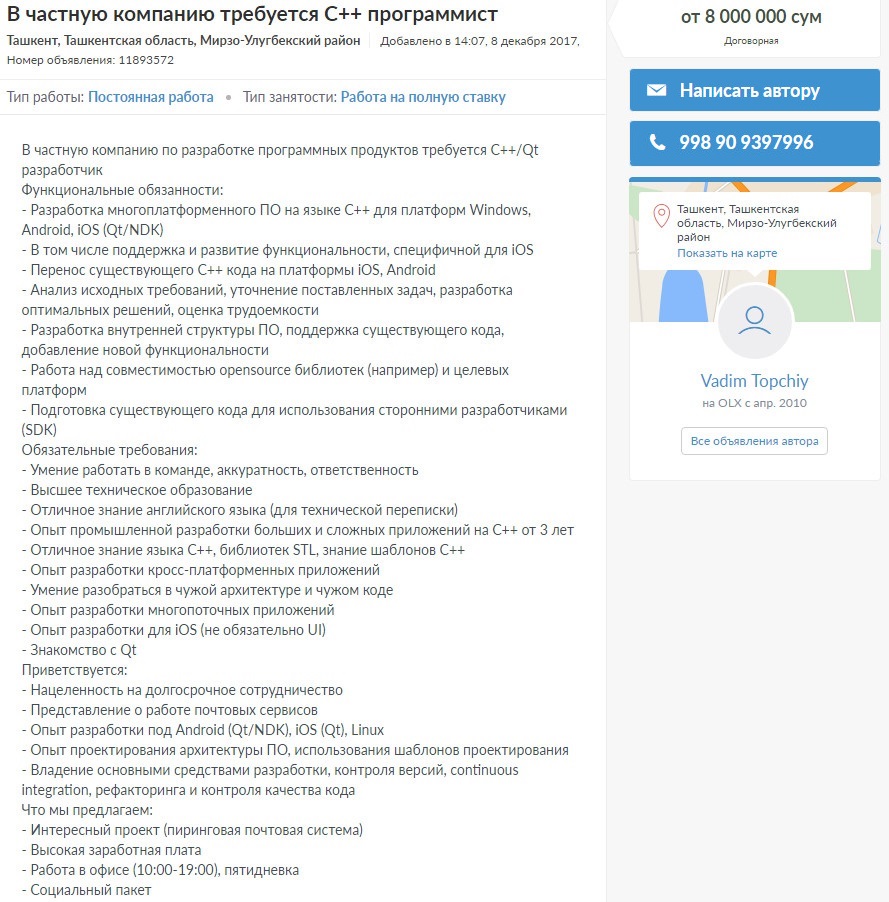 В частную компанию требуется C++ программист
Ташкент, Ташкентская область, Мирзо-Улугбекский район
Добавлено в 14:07, 8 декабря 2017,
Номер объявления: 11893572
Тип работы: Постоянная работа • Тип занятости: Работа на полную ставку
В частную компанию по разработке программных продуктов требуется C++/Qt
разработчик
Функциональные обязанности:
- Разработка многоплатформенного ПО на языке C++ для платформ Windows,
Android, iOS (Qt/NDK)
- В том числе поддержка и развитие функциональности, специфичной для iOS
- Перенос существующего C++ кода на платформы iOS, Android
- Анализ исходных требований, уточнение поставленных задач, разработка
оптимальных решений, оценка трудоемкости
- Разработка внутренней структуры ПО, поддержка существующего кода,
добавление новой функциональности
- Работа над совместимостью opensource библиотек (например) и целевых
платформ
- Подготовка существующего кода для использования сторонними разработчиками
(SDK)
Обязательные требования:
- Умение работать в команде, аккуратность, ответственность
- Высшее техническое образование
- Отличное знание английского языка (для технической переписки)
- Опыт промышленной разработки больших и сложных приложений на C++ от 3 лет
- Отличное знание языка C++, библиотек STL, знание шаблонов C++
- Опыт разработки кросс-платформенных приложений
- Умение разобраться в чужой архитектуре и чужом коде
- Опыт разработки многопоточных приложений
- Опыт разработки для iOS (не обязательно UI)
- Знакомство с Qt
Приветствуется:
- Нацеленность на долгосрочное сотрудничество
- Представление о работе почтовых сервисов
- Опыт разработки под Android (Qt/NDK), iOS (Qt), Linux
- Опыт проектирования архитектуры ПО, использования шаблонов проектирования
- Владение основными средствами разработки, контроля версий, continuous
integration, рефакторинга и контроля качества кода
Что мы предлагаем:
- Интересный проект (пиринговая почтовая система)
- Высокая заработная плата
- Работа в офисе (10:00-19:00), пятидневка
- Социальный пакет
от 8 000 000 сум
Договорная
Написать автору
998 90 9397996
Ташкент, Ташкентская
область, Мирзо-Улугбекский
район
Показать на карте
Vadim Topchiy
на OLX с апр. 2010
Все объявления автора